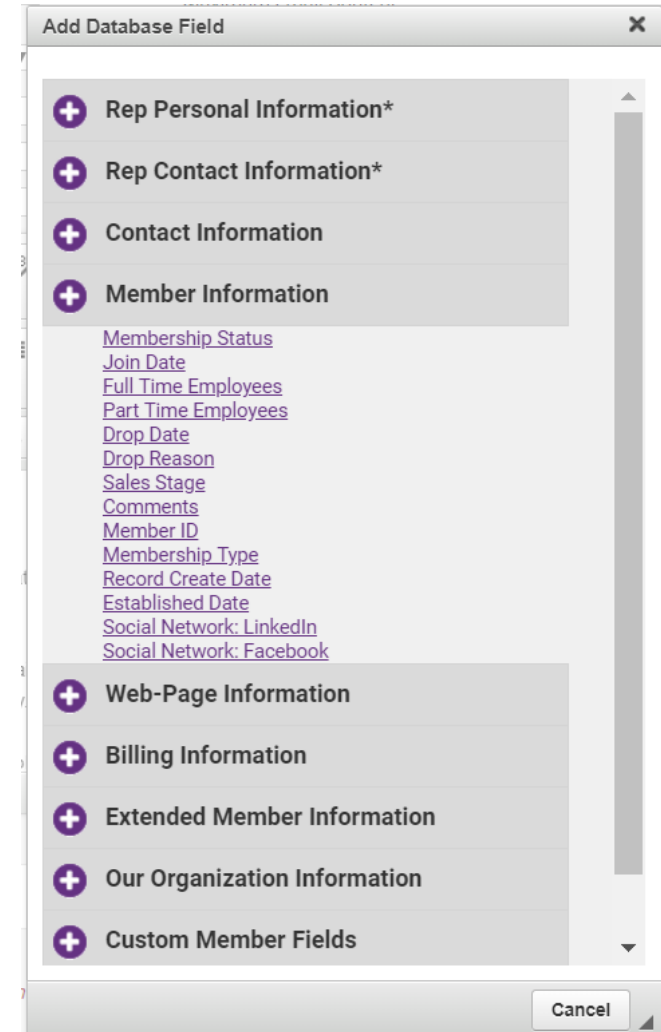 Add Database Field
Rep Personal Information*
Rep Contact Information*
Contact Information
Member Information
Membership Status
Join Date
Full Time Employees
Part Time Employees
Drop Date
Drop Reason
Sales Stage
Comments
Member ID
Membership Type
Record Create Date
Established Date
Social Network: LinkedIn
Social Network: Facebook
Web-Page Information
Billing Information
Extended Member Information
Our Organization Information
Custom Member Fields
Cancel